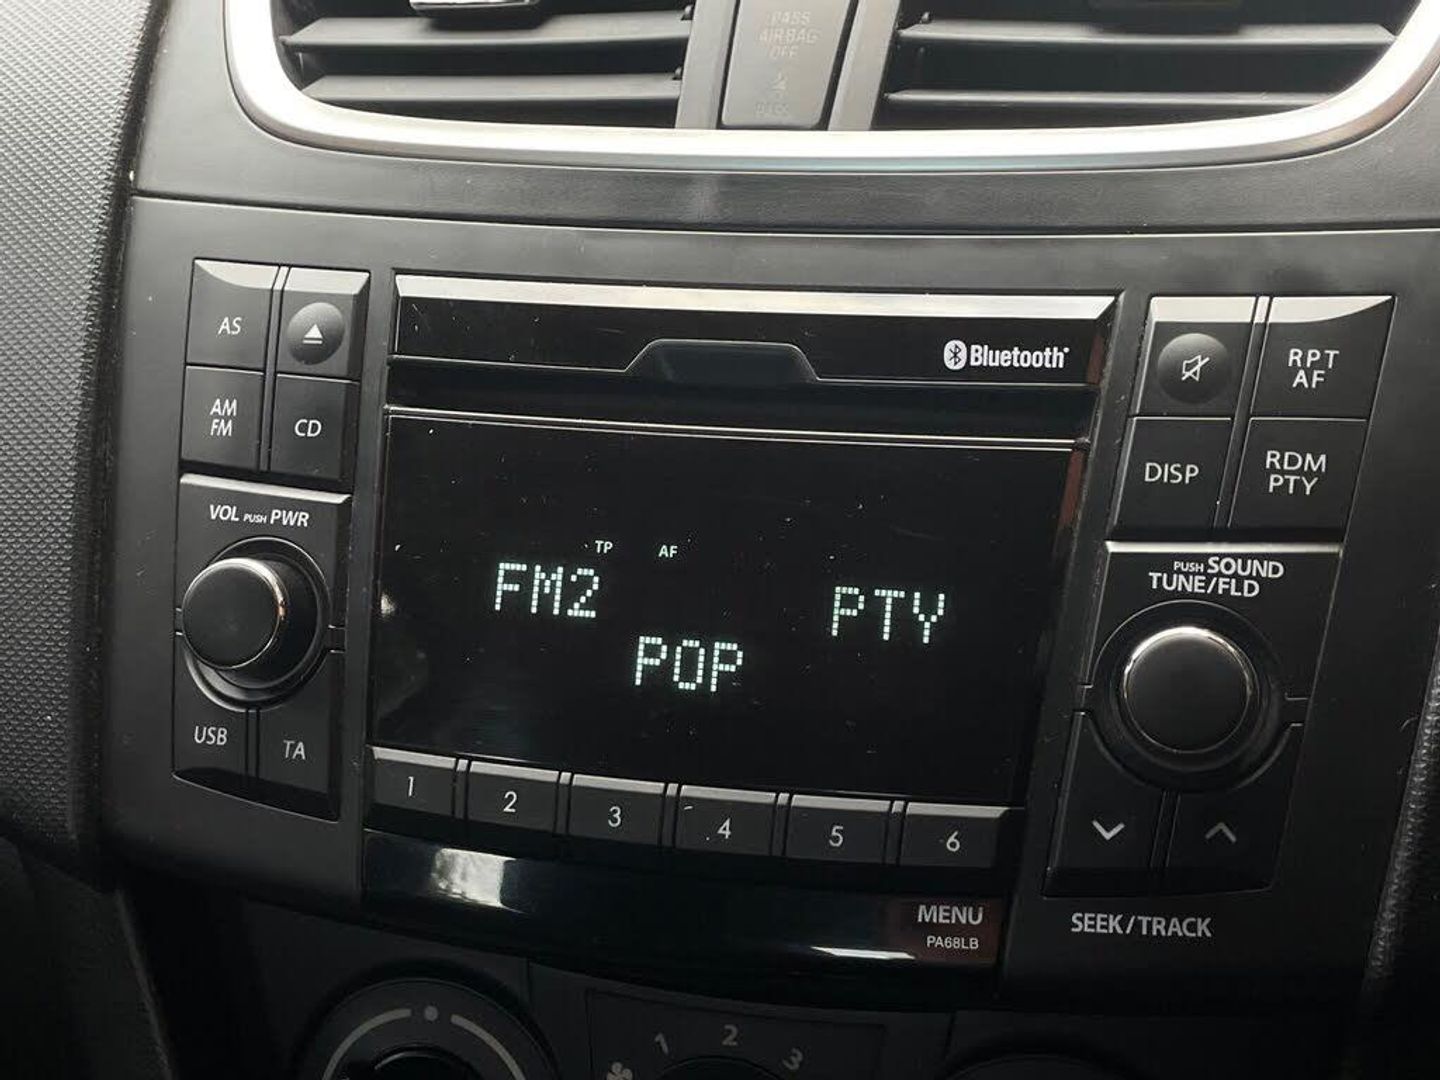 PASS
AIRBAG
OFF
AS
AM
FM
CD
VOL PUSH PWR
USB
TA
Bluetooth
TP
AF
FM2
PTY
POP
1
2
3
4
5
6
MENU
PA68LB
RPT
AF
DISP
RDM
PTY
PUSH SOUND
TUNE/FLD
SEEK/TRACK
1
2
3